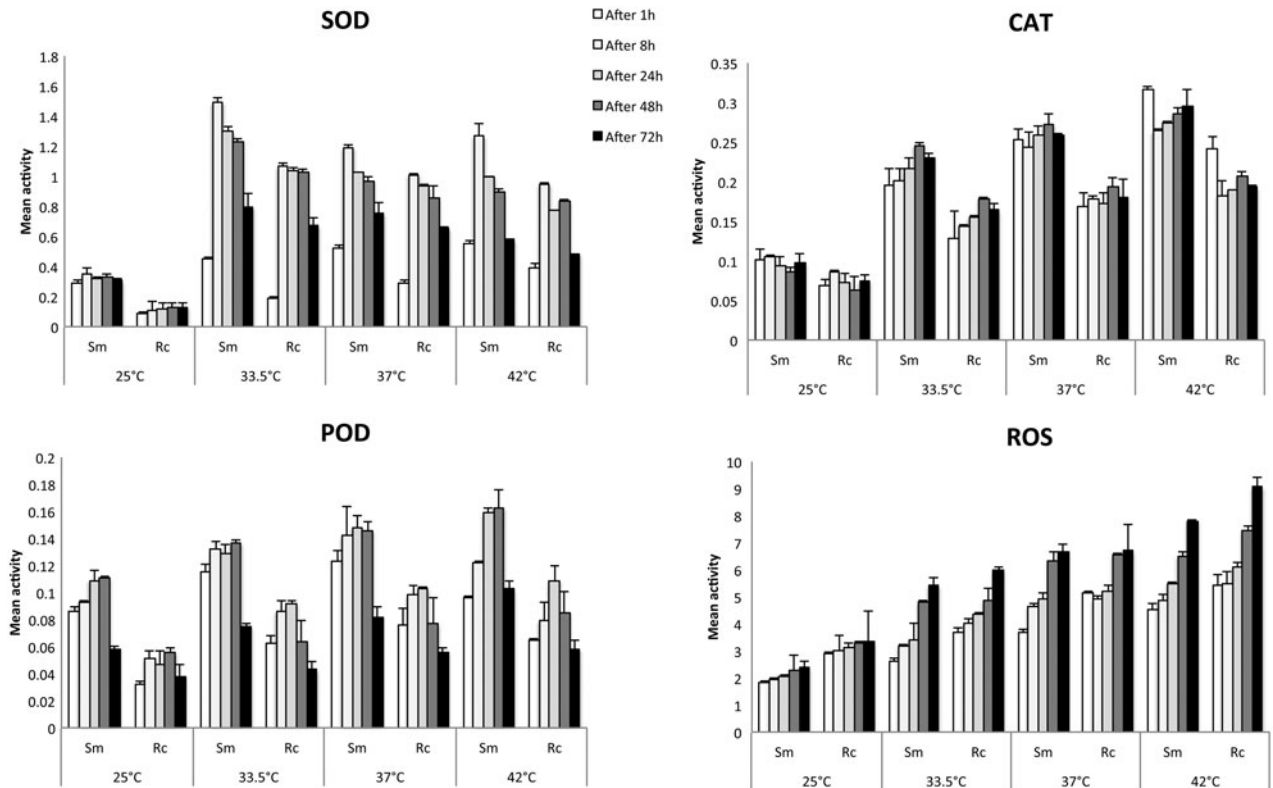 SOD
After 1h
After 8h
After 24h
After 48h
After 72h
Mean activity
1.8
1.6
1.4
1.2
1
0.8
0.6
0.4
0.2
0
Sm Rc Sm Rc Sm Rc Sm Rc
25°C 33.5°C 37°C 42°C
CAT
Mean activity
0.35
0.3
0.25
0.2
0.15
0.1
0.05
0
Sm Rc Sm Rc Sm Rc Sm Rc
25°C 33.5°C 37°C 42°C
POD
Mean activity
0.2
0.18
0.16
0.14
0.12
0.1
0.08
0.06
0.04
0.02
0
Sm Rc Sm Rc Sm Rc Sm Rc
25°C 33.5°C 37°C 42°C
ROS
Mean activity
10
9
8
7
6
5
4
3
2
1
0
Sm Rc Sm Rc Sm Rc Sm Rc
25°C 33.5°C 37°C 42°C